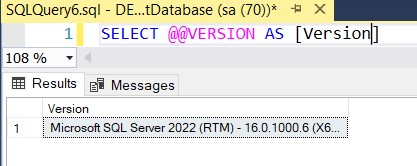 SQLQuery6.sql - DE...tDatabase (sa (70))*
SELECT @@VERSION AS [Version]
108 %
Results Messages
Version
1 Microsoft SQL Server 2022 (RTM) - 16.0.1000.6 (X6...